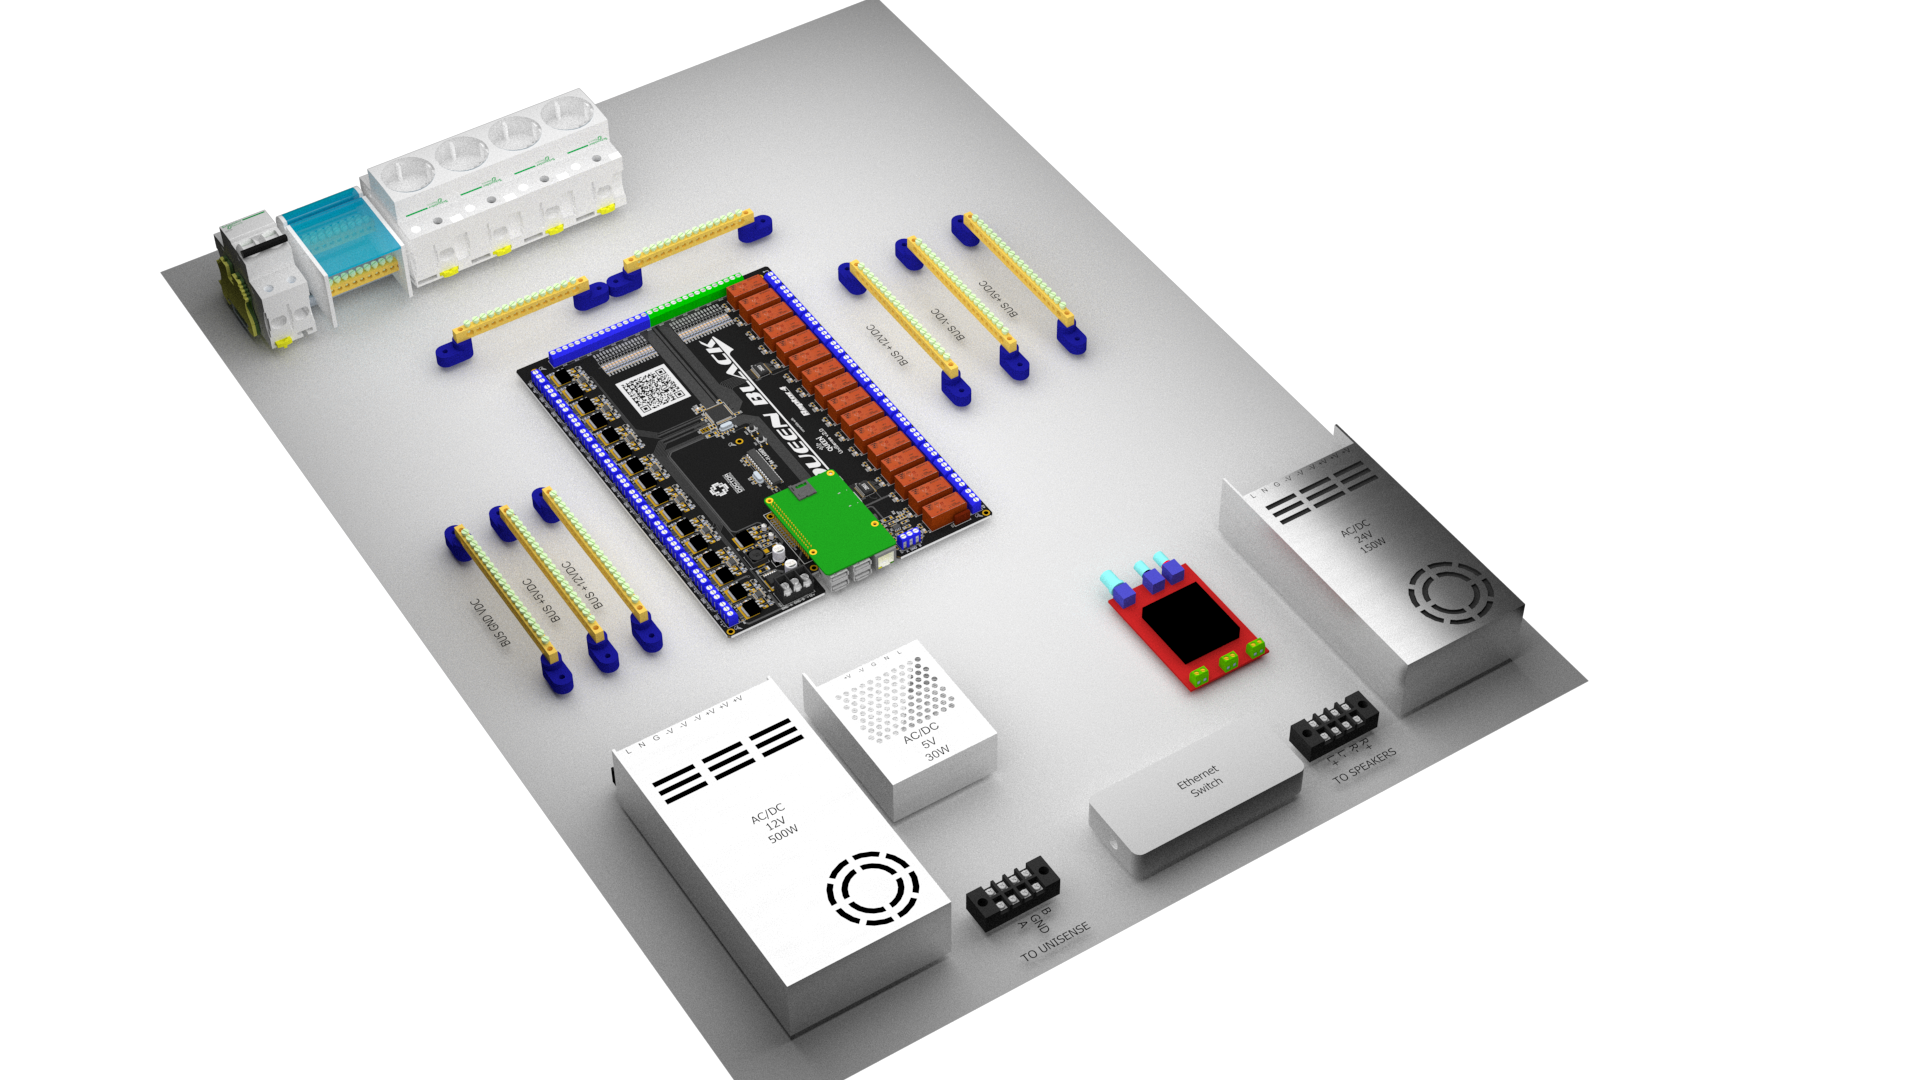 BUS +12VDC
BUS -VDC
BUS +5VDC
QUEEN BLACK
DOCTOR
BUS GND VDC
BUS +5VDC
BUS +12VDC
L N G -V -V -V +V +V +V
AC/DC
24V
150W
+V -V G N L
AC/DC
5V
30W
L N G -V -V +V +V +V
AC/DC
12V
500W
Ethernet
Switch
TO SPEAKERS
A GND B
TO UNISENSE